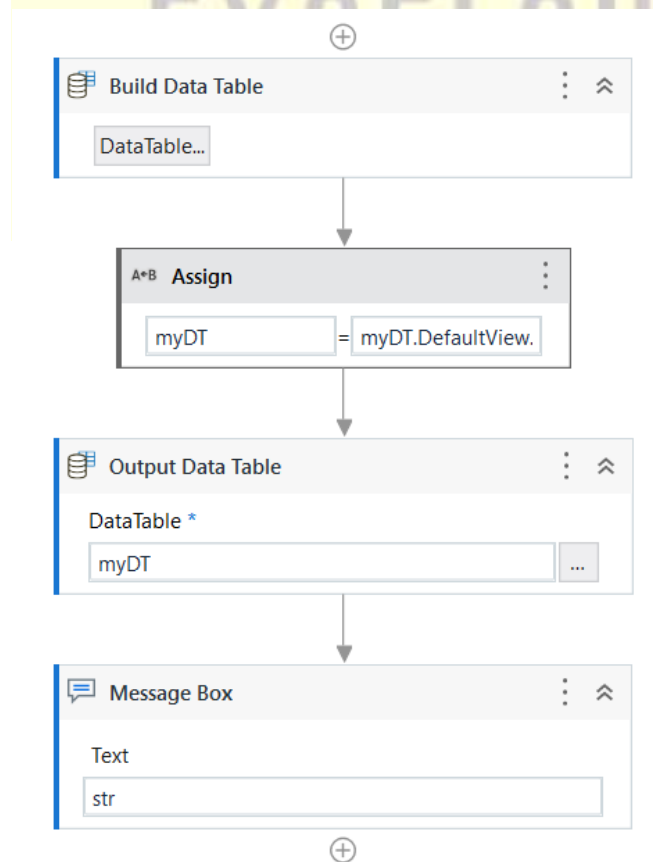 Build Data Table
DataTable...
A←B Assign
myDT = myDT.DefaultView.
Output Data Table
DataTable *
myDT ...
Message Box
Text
str